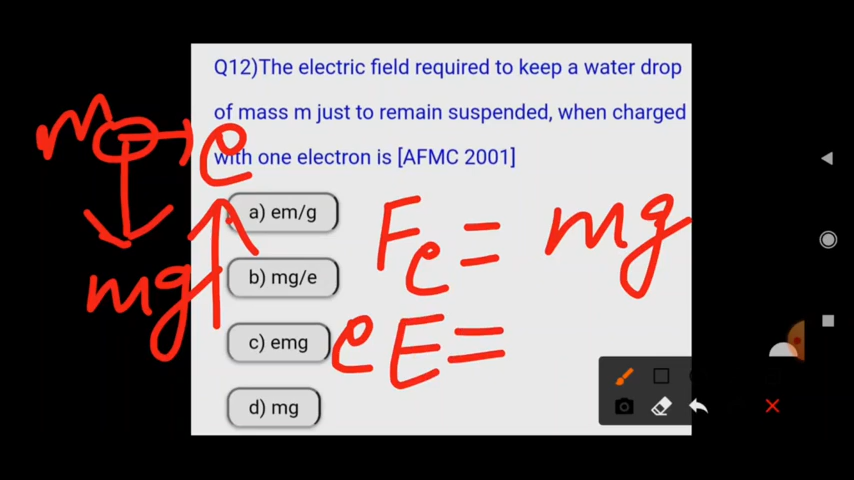 Q12)The electric field required to keep a water drop
of mass m just to remain suspended, when charged
with one electron is [AFMC 2001]
a) em/g
b) mg/e
c) emg
d) mg
m
e
mg
Fe = mg
eE =